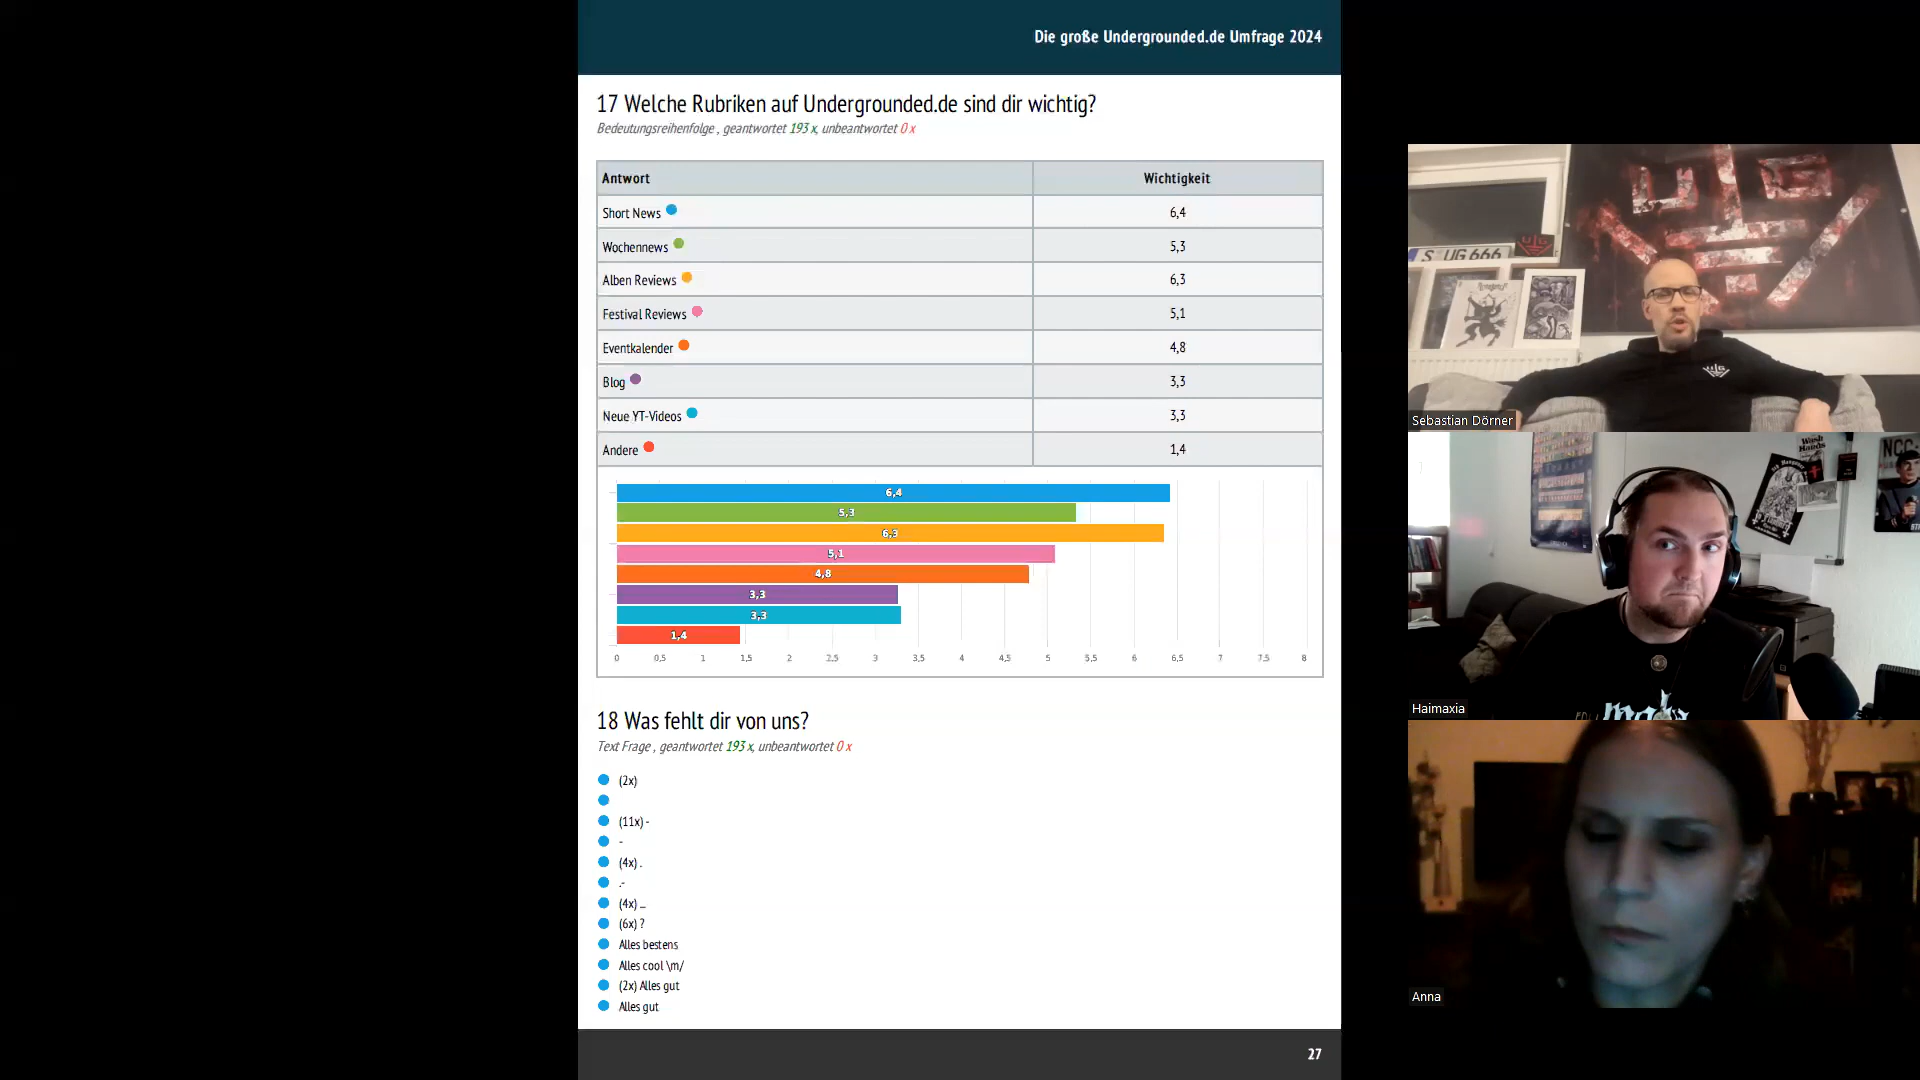 Die große Undergrounded.de Umfrage 2024
17 Welche Rubriken auf Undergrounded.de sind dir wichtig?
Bedeutungsreihenfolge , geantwortet 193 x, unbeantwortet 0 x
Antwort Wichtigkeit
Short News 6,4
Wochennews 5,3
Alben Reviews 6,3
Festival Reviews 5,1
Eventkalender 4,8
Blog 3,3
Neue YT-Videos 3,3
Andere 1,4
6,4
5,3
6,3
5,1
4,8
3,3
3,3
1,4
0 0,5 1 1,5 2 2,5 3 3,5 4 4,5 5 5,5 6 6,5 7 7,5 8
18 Was fehlt dir von uns?
Text Frage , geantwortet 193 x, unbeantwortet 0 x
(2x)
(11x) -
-
(4x) .
.-
(4x) ...
(6x) ?
Alles bestens
Alles cool \m/
(2x) Alles gut
Alles gut
27
S UG 666
Sebastian Dörner
Wash
Hands
NCC-
Haimaxia
Anna